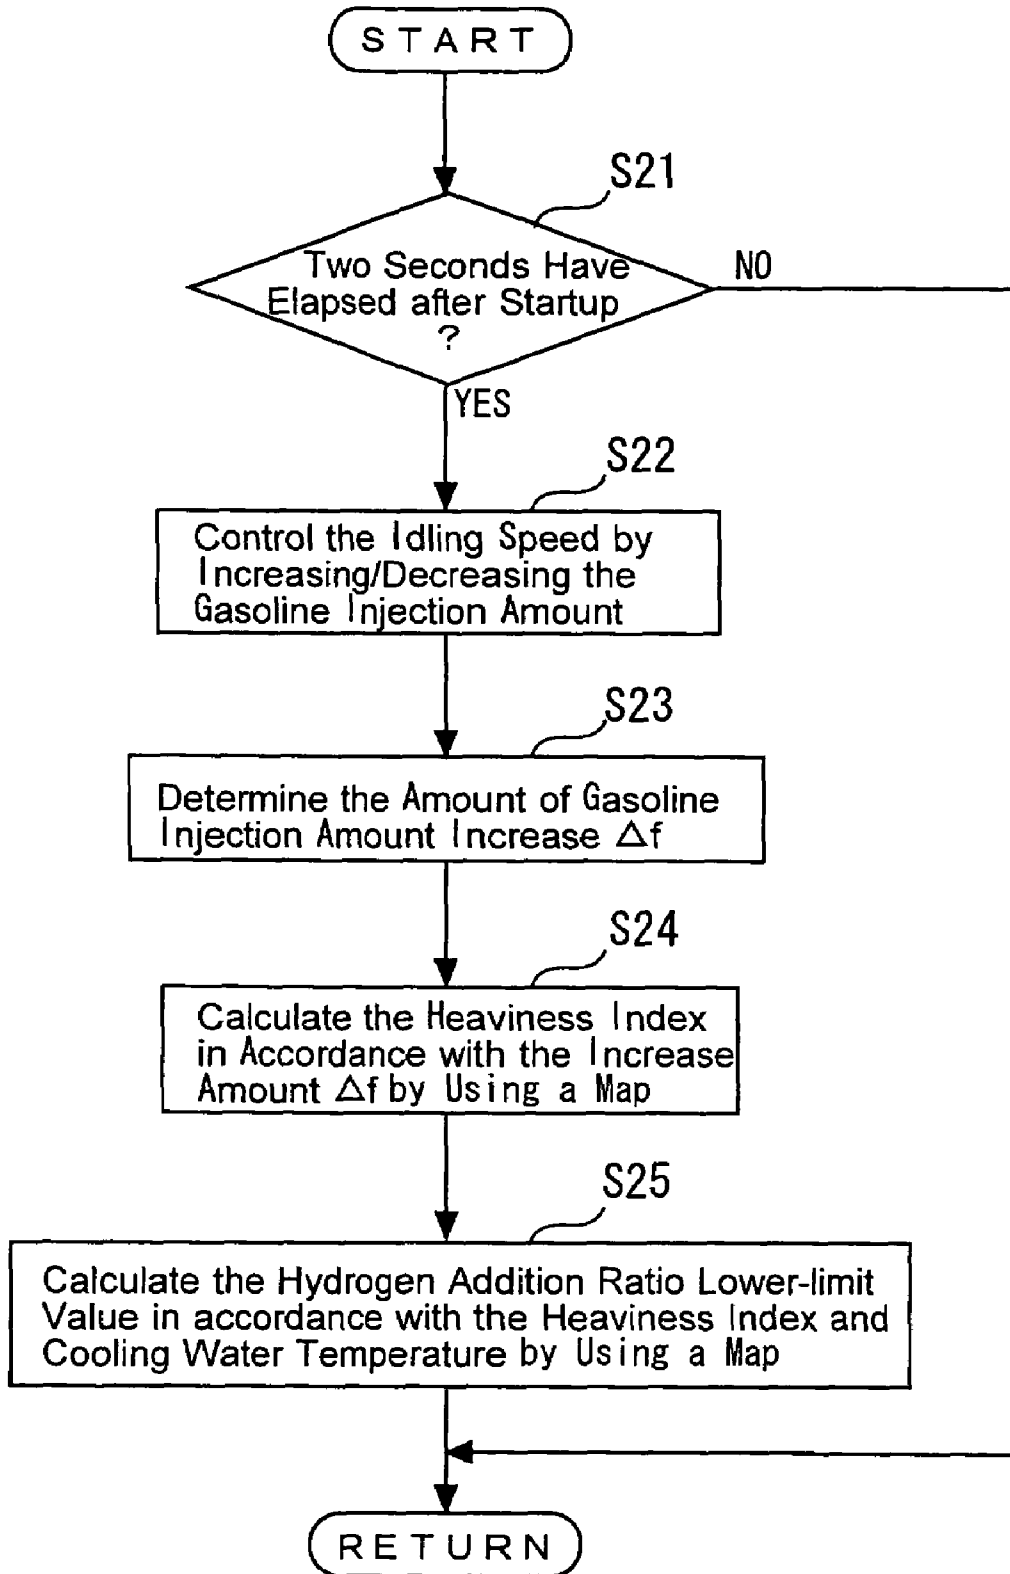 START
S21
Two Seconds Have
Elapsed after Startup
?
NO
YES
S22
Control the Idling Speed by
Increasing/Decreasing the
Gasoline Injection Amount
S23
Determine the Amount of Gasoline
Injection Amount Increase △f
S24
Calculate the Heaviness Index
in Accordance with the Increase
Amount △f by Using a Map
S25
Calculate the Hydrogen Addition Ratio Lower-limit
Value in accordance with the Heaviness Index and
Cooling Water Temperature by Using a Map
RETURN